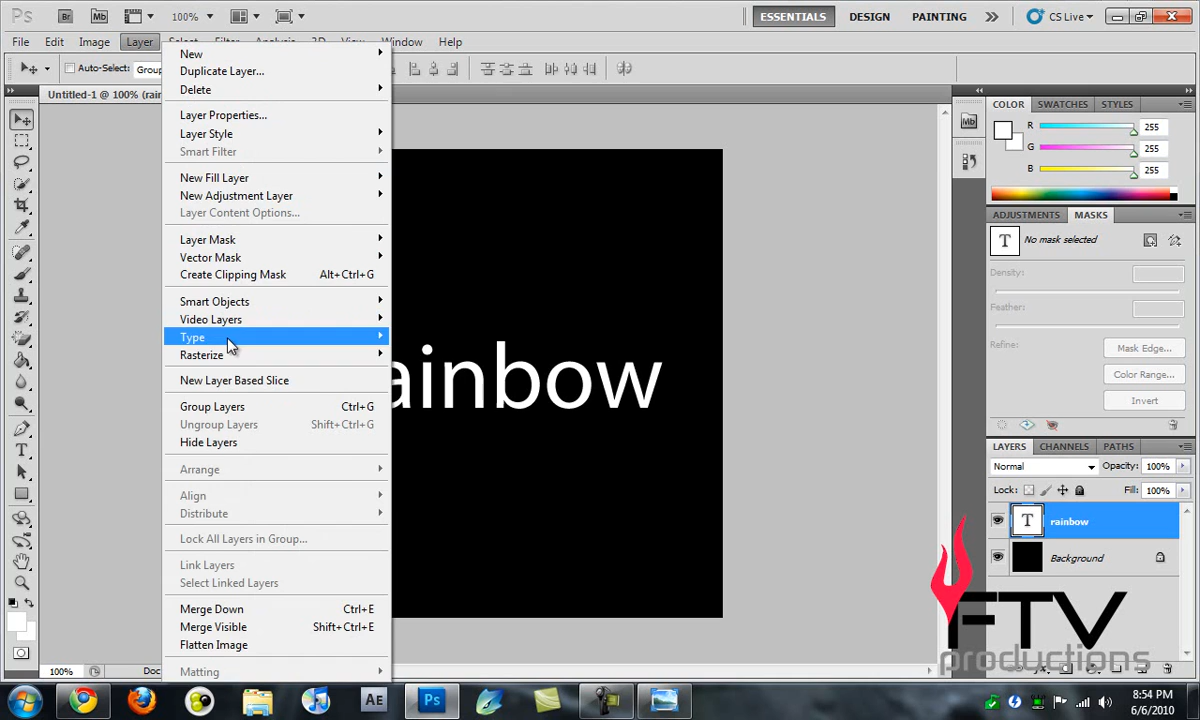 Ps Br Mb 100% ESSENTIALS DESIGN PAINTING CS Live
File Edit Image Layer Select Filter Analysis 3D View Window Help
Auto-Select: Group
Untitled-1 @ 100% (rain
New
Duplicate Layer...
Delete
Layer Properties...
Layer Style
Smart Filter
New Fill Layer
New Adjustment Layer
Layer Content Options...
Layer Mask
Vector Mask
Create Clipping Mask Alt+Ctrl+G
Smart Objects
Video Layers
Type
Rasterize
New Layer Based Slice
Group Layers Ctrl+G
Ungroup Layers Shift+Ctrl+G
Hide Layers
Arrange
Align
Distribute
Lock All Layers in Group...
Link Layers
Select Linked Layers
Merge Down Ctrl+E
Merge Visible Shift+Ctrl+E
Flatten Image
Matting
ainbow
100% Doc
Mb
COLOR SWATCHES STYLES
R 255
G 255
B 255
ADJUSTMENTS MASKS
T No mask selected
Density:
Feather:
Refine: Mask Edge...
Color Range...
Invert
LAYERS CHANNELS PATHS
Normal Opacity: 100%
Lock: Fill: 100%
T rainbow
Background
FTV
productions
AE Ps
8:54 PM
6/6/2010